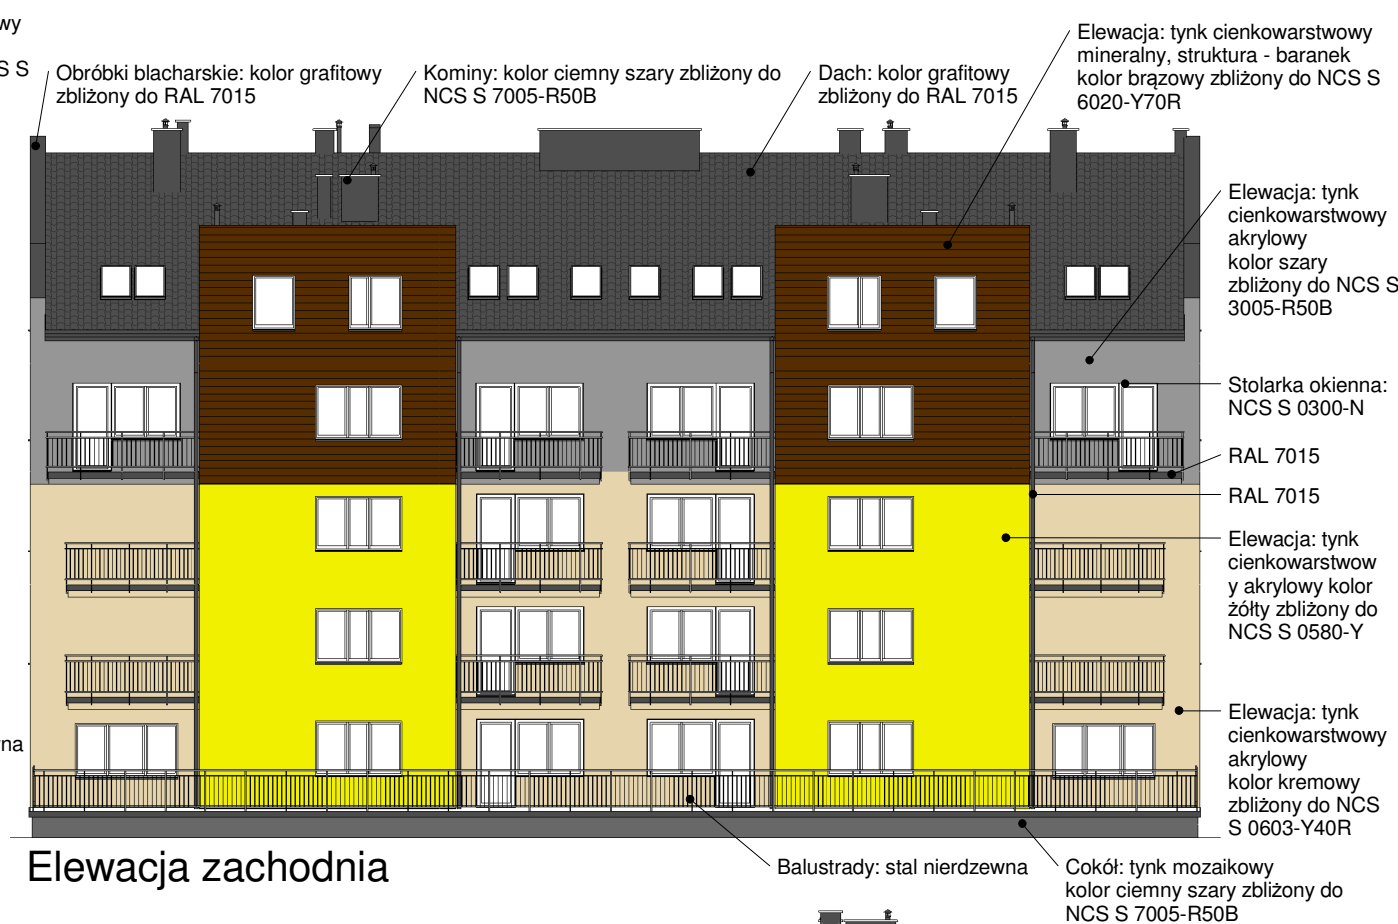 wy
S S
Obróbki blacharskie: kolor grafitowy
zbliżony do RAL 7015
Kominy: kolor ciemny szary zbliżony do
NCS S 7005-R50B
Dach: kolor grafitowy
zbliżony do RAL 7015
Elewacja: tynk cienkowarstwowy
mineralny, struktura - baranek
kolor brązowy zbliżony do NCS S
6020-Y70R
Elewacja: tynk
cienkowarstwowy
akrylowy
kolor szary
zbliżony do NCS S
3005-R50B
Stolarka okienna:
NCS S 0300-N
RAL 7015
RAL 7015
Elewacja: tynk
cienkowarstwow
y akrylowy kolor
żółty zbliżony do
NCS S 0580-Y
Elewacja: tynk
cienkowarstwowy
akrylowy
kolor kremowy
zbliżony do NCS
S 0603-Y40R
rna
Elewacja zachodnia
Balustrady: stal nierdzewna
Cokół: tynk mozaikowy
kolor ciemny szary zbliżony do
NCS S 7005-R50B